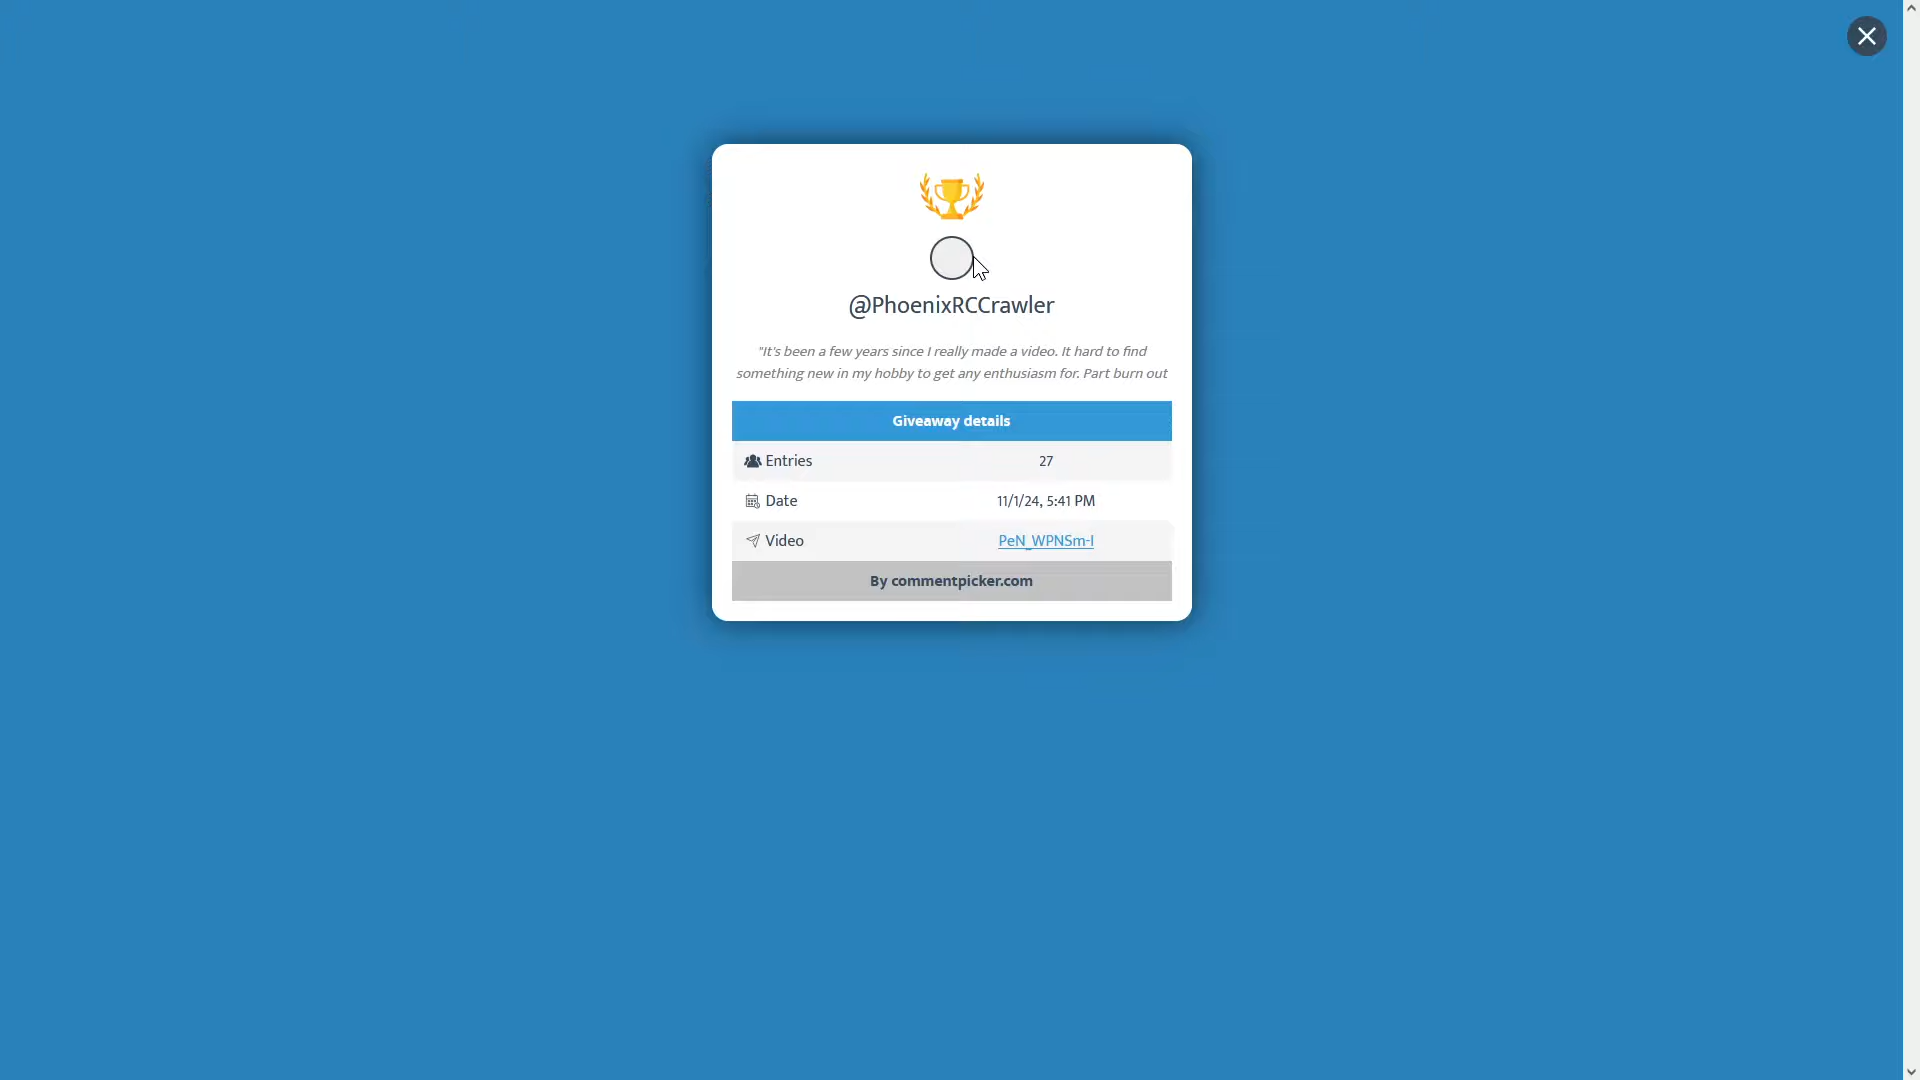 @PhoenixRCCrawler
"It's been a few years since I really made a video. It hard to find
something new in my hobby to get any enthusiasm for. Part burn out
Giveaway details
Entries 27
Date 11/1/24, 5:41 PM
Video PeN_WPNSm-I
By commentpicker.com